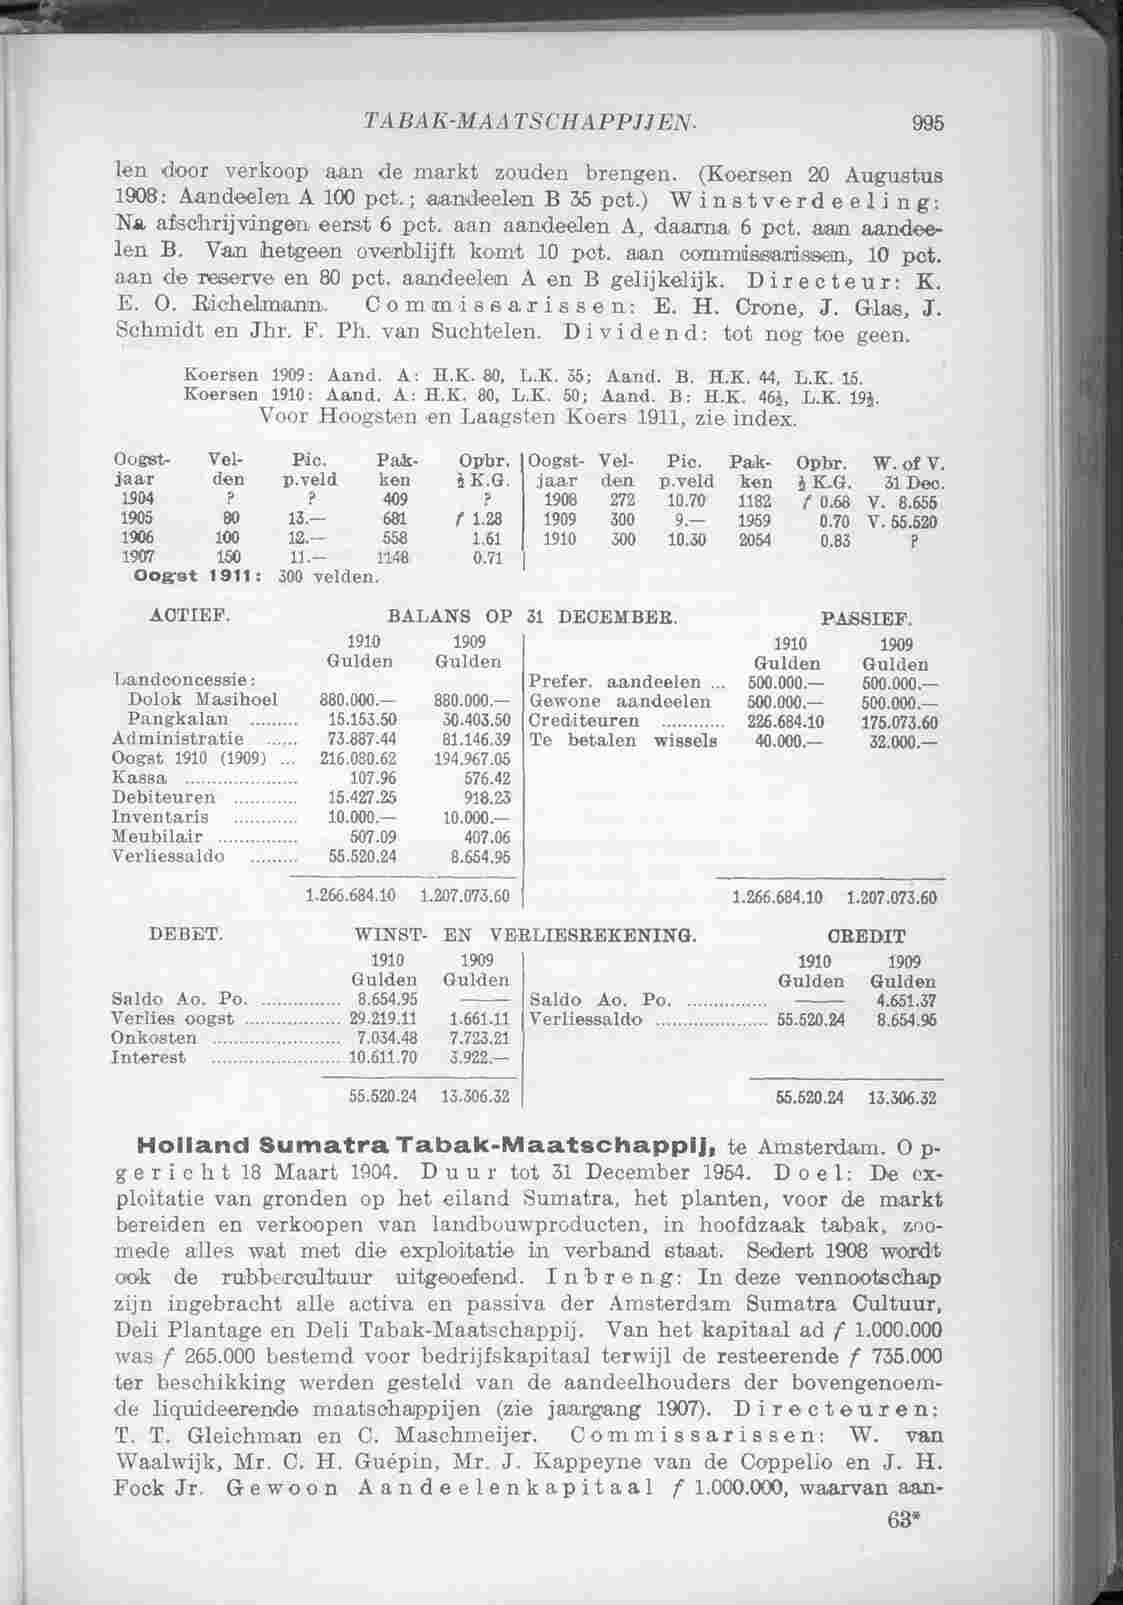 TABAK-MAATSCHAPPIJEN. 995
len door verkoop aan de markt zouden brengen. (Koersen 20 Augustus
1908: Aandeelen A 100 pct.; aandeelen B 35 pct.) Winstverdeeling:
Na afschrijvingen eerst 6 pct. aan aandeelen A, daarna 6 pct. aan aandee-
len B. Van hetgeen overblijft komt 10 pct. aan commissarissen, 10 pct.
aan de reserve en 80 pct. aandeelen A en B gelijkelijk. Directeur: K.
E. O. Richelmann. Commissarissen: E. H. Crone, J. Glas, J.
Schmidt en Jhr. F. Ph. van Suchtelen. Dividend: tot nog toe geen.
Koersen 1909: Aand. A: H.K. 80, L.K. 35; Aand. B. H.K. 44, L.K. 15.
Koersen 1910: Aand. A: H.K. 80, L.K. 50; Aand. B: H.K. 46½, L.K. 19½.
Voor Hoogsten en Laagsten Koers 1911, zie index.
Oogst- Vel- Pic. Pak- Opbr. Oogst- Vel- Pic. Pak- Opbr. W. of V.
jaar den p.veld ken ½ K.G. jaar den p.veld ken ½ K.G. 31 Dec.
1904 ? ? 409 ? 1908 272 10.70 1182 f 0.68 V. 8.655
1905 80 13.— 681 f 1.28 1909 300 9.— 1959 0.70 V. 55.520
1906 100 12.— 558 1.61 1910 300 10.30 2054 0.83 ?
1907 150 11.— 1148 0.71
Oogst 1911: 300 velden.
ACTIEF. BALANS OP 31 DECEMBER. PASSIEF.
1910 1909 1910 1909
Gulden Gulden Gulden Gulden
Landconcessie: Prefer. aandeelen ... 500.000.— 500.000.—
Dolok Masihoel 880.000.— 880.000.— Gewone aandeelen 500.000.— 500.000.—
Pangkalan ......... 15.153.50 30.403.50 Crediteuren ............ 226.684.10 175.073.60
Administratie ...... 73.887.44 81.146.39 Te betalen wissels 40.000.— 32.000.—
Oogst 1910 (1909) ... 216.080.62 194.967.05
Kassa ..................... 107.96 576.42
Debiteuren ............ 15.427.25 918.23
Inventaris ............ 10.000.— 10.000.—
Meubilair ............... 507.09 407.06
Verliessaldo ......... 55.520.24 8.654.95
1.266.684.10 1.207.073.60 1.266.684.10 1.207.073.60
DEBET. WINST- EN VERLIESREKENING. CREDIT
1910 1909 1910 1909
Gulden Gulden Gulden Gulden
Saldo Ao. Po. ............... 8.654.95 —— Saldo Ao. Po. ............... —— 4.651.37
Verlies oogst .................. 29.219.11 1.661.11 Verliessaldo ..................... 55.520.24 8.654.95
Onkosten ........................ 7.034.48 7.723.21
Interest ........................ 10.611.70 3.922.—
55.520.24 13.306.32 55.520.24 13.306.32
Holland Sumatra Tabak-Maatschappij, te Amsterdam. Op-
gericht 18 Maart 1904. Duur tot 31 December 1954. Doel: De ex-
ploitatie van gronden op het eiland Sumatra, het planten, voor de markt
bereiden en verkoopen van landbouwproducten, in hoofdzaak tabak, zoo-
mede alles wat met die exploitatie in verband staat. Sedert 1908 wordt
ook de rubbercultuur uitgeoefend. Inbreng: In deze vennootschap
zijn ingebracht alle activa en passiva der Amsterdam Sumatra Cultuur,
Deli Plantage en Deli Tabak-Maatschappij. Van het kapitaal ad f 1.000.000
was f 265.000 bestemd voor bedrijfskapitaal terwijl de resteerende f 735.000
ter beschikking werden gesteld van de aandeelhouders der bovengenoem-
de liquideerende maatschappijen (zie jaargang 1907). Directeuren:
T. T. Gleichman en C. Maschmeijer. Commissarissen: W. van
Waalwijk, Mr. C. H. Guépin, Mr. J. Kappeyne van de Coppello en J. H.
Fock Jr. Gewoon Aandeelenkapitaal f 1.000.000, waarvan aan-
63*